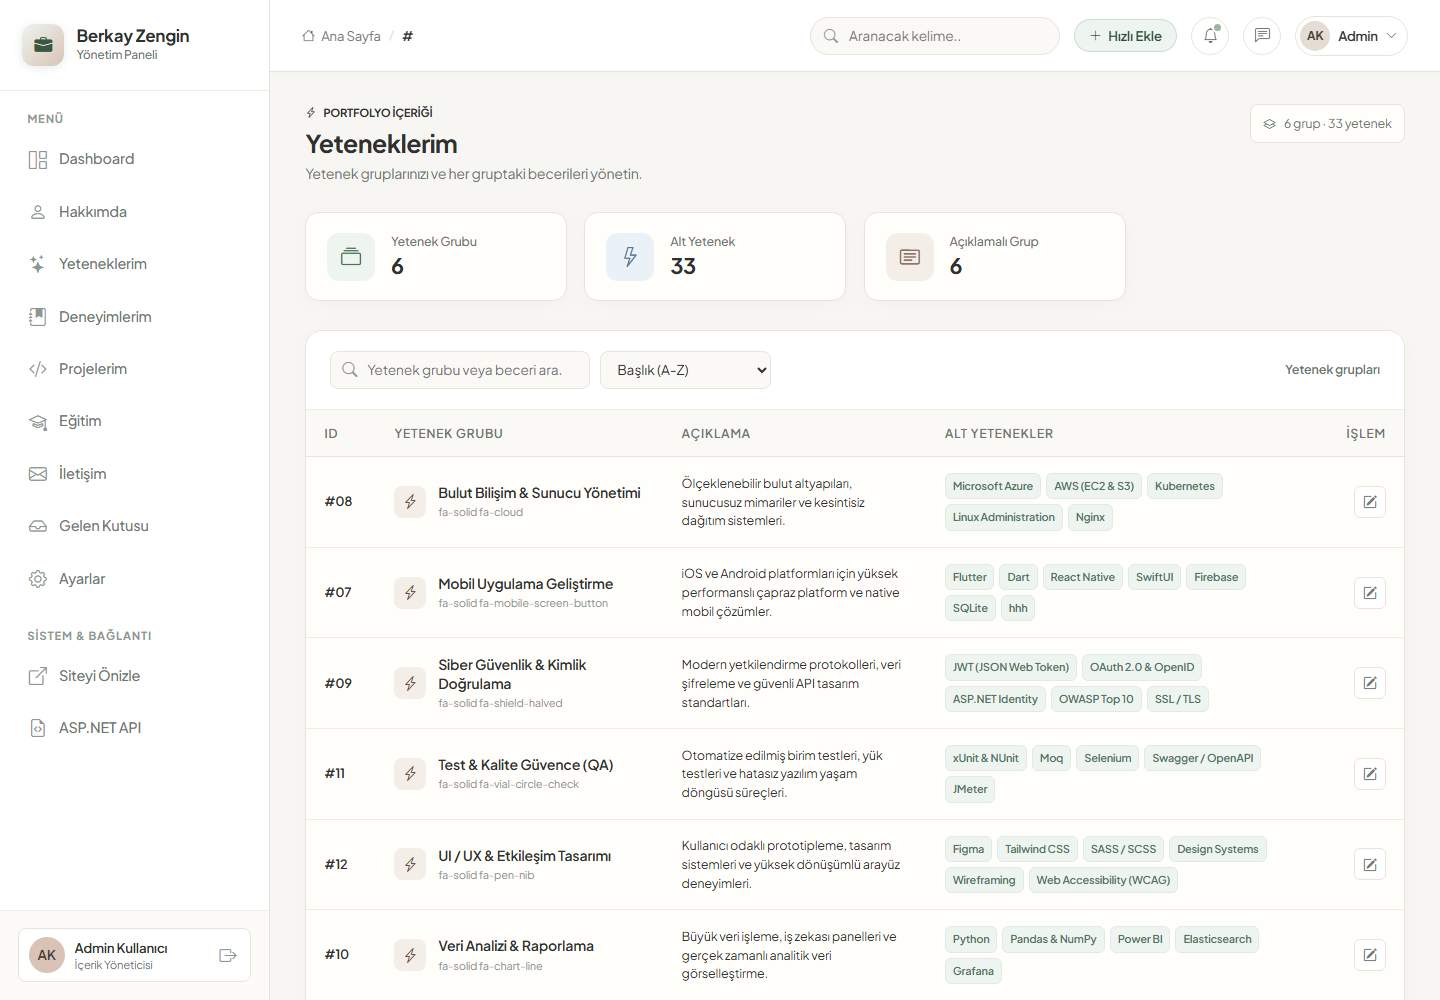 Berkay Zengin
Yönetim Paneli
MENÜ
Dashboard
Hakkımda
Yeteneklerim
Deneyimlerim
Projelerim
Eğitim
İletişim
Gelen Kutusu
Ayarlar
SİSTEM & BAĞLANTI
Siteyi Önizle
ASP.NET API
AK
Admin Kullanıcı
İçerik Yöneticisi
Ana Sayfa / #
Aranacak kelime..
+ Hızlı Ekle
AK Admin
PORTFOLYO İÇERİĞİ
Yeteneklerim
Yetenek gruplarınızı ve her gruptaki becerileri yönetin.
6 grup · 33 yetenek
Yetenek Grubu
6
Alt Yetenek
33
Açıklamalı Grup
6
Yetenek grubu veya beceri ara.
Başlık (A-Z)
Yetenek grupları
ID YETENEK GRUBU AÇIKLAMA ALT YETENEKLER İŞLEM
#08
Bulut Bilişim & Sunucu Yönetimi
fa-solid fa-cloud
Ölçeklenebilir bulut altyapıları,
sunucusuz mimariler ve kesintisiz
dağıtım sistemleri.
Microsoft Azure AWS (EC2 & S3) Kubernetes
Linux Administration Nginx
#07
Mobil Uygulama Geliştirme
fa-solid fa-mobile-screen-button
iOS ve Android platformları için yüksek
performanslı çapraz platform ve native
mobil çözümler.
Flutter Dart React Native SwiftUI Firebase
SQLite hhh
#09
Siber Güvenlik & Kimlik
Doğrulama
fa-solid fa-shield-halved
Modern yetkilendirme protokolleri, veri
şifreleme ve güvenli API tasarım
standartları.
JWT (JSON Web Token) OAuth 2.0 & OpenID
ASP.NET Identity OWASP Top 10 SSL / TLS
#11
Test & Kalite Güvence (QA)
fa-solid fa-vial-circle-check
Otomatize edilmiş birim testleri, yük
testleri ve hatasız yazılım yaşam
döngüsü süreçleri.
xUnit & NUnit Moq Selenium Swagger / OpenAPI
JMeter
#12
UI / UX & Etkileşim Tasarımı
fa-solid fa-pen-nib
Kullanıcı odaklı prototipleme, tasarım
sistemleri ve yüksek dönüşümlü arayüz
deneyimleri.
Figma Tailwind CSS SASS / SCSS Design Systems
Wireframing Web Accessibility (WCAG)
#10
Veri Analizi & Raporlama
fa-solid fa-chart-line
Büyük veri işleme, iş zekası panelleri ve
gerçek zamanlı analitik veri
görselleştirme.
Python Pandas & NumPy Power BI Elasticsearch
Grafana